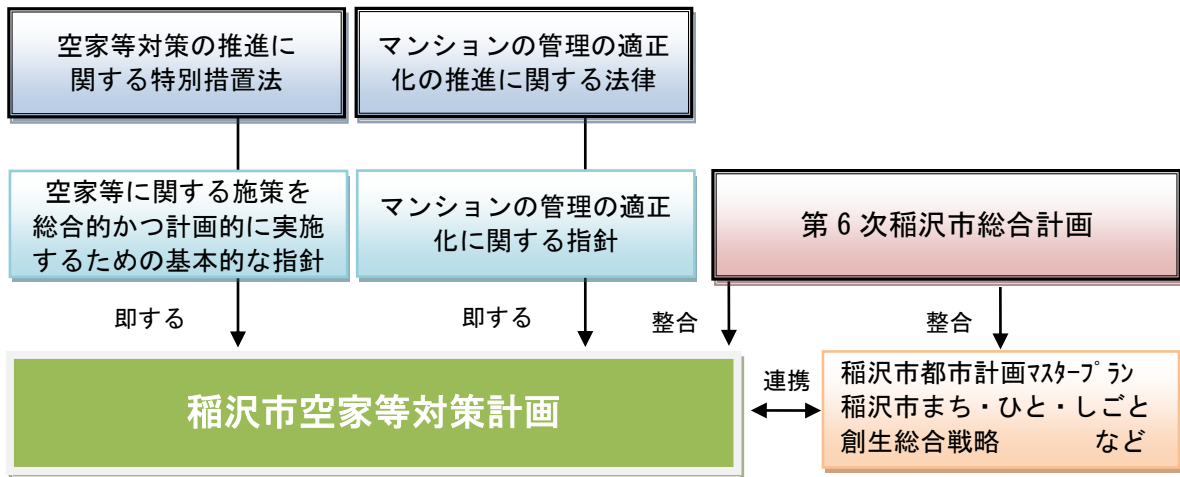 空家等対策の推進に
関する特別措置法
マンションの管理の適正
化の推進に関する法律
空家等に関する施策を
総合的かつ計画的に実施
するための基本的な指針
マンションの管理の適正
化に関する指針
第6次稲沢市総合計画
即する
即する
整合
整合
稲沢市空家等対策計画
連携
稲沢市都市計画ﾏｽﾀｰﾌﾟﾗﾝ
稲沢市まち・ひと・しごと
創生総合戦略 など